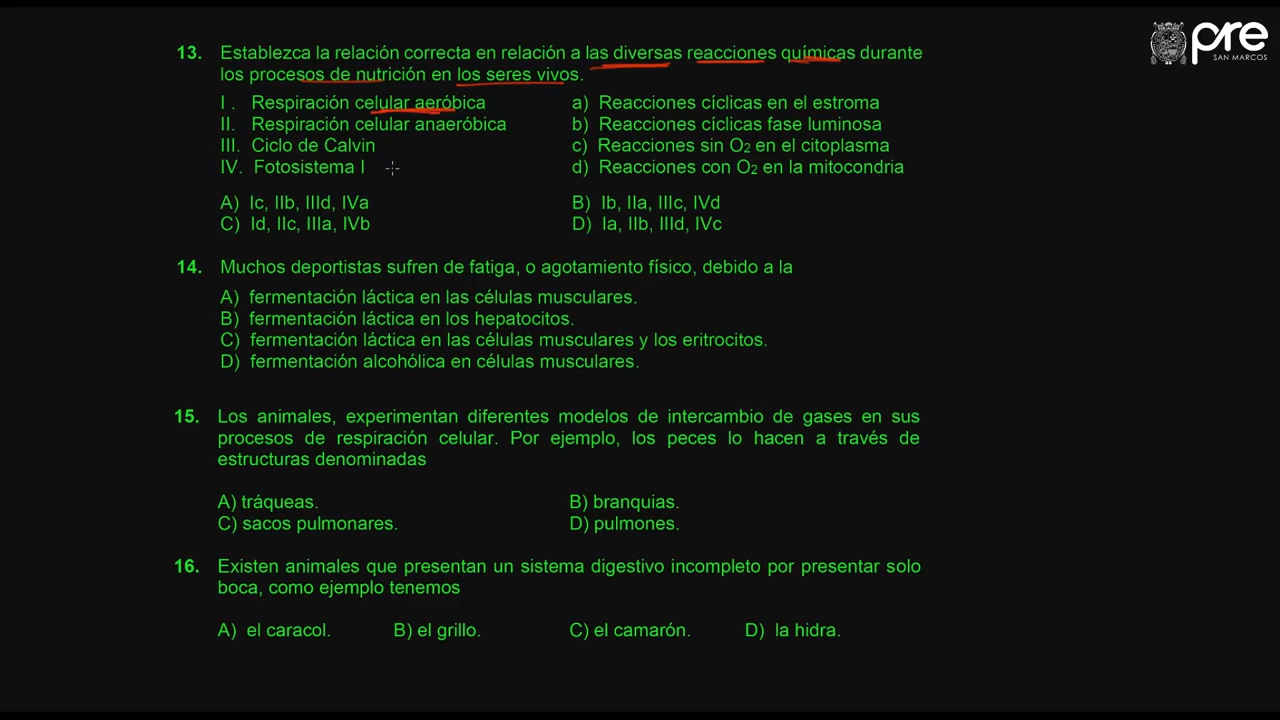 pre
SAN MARCOS
13. Establezca la relación correcta en relación a las diversas reacciones químicas durante
los procesos de nutrición en los seres vivos.
I . Respiración celular aeróbica
a) Reacciones cíclicas en el estroma
II. Respiración celular anaeróbica
b) Reacciones cíclicas fase luminosa
III. Ciclo de Calvin
c) Reacciones sin O2 en el citoplasma
IV. Fotosistema I
d) Reacciones con O2 en la mitocondria
A) Ic, IIb, IIId, IVa
B) Ib, IIa, IIIc, IVd
C) Id, IIc, IIIa, IVb
D) Ia, IIb, IIId, IVc
14. Muchos deportistas sufren de fatiga, o agotamiento físico, debido a la
A) fermentación láctica en las células musculares.
B) fermentación láctica en los hepatocitos.
C) fermentación láctica en las células musculares y los eritrocitos.
D) fermentación alcohólica en células musculares.
15. Los animales, experimentan diferentes modelos de intercambio de gases en sus
procesos de respiración celular. Por ejemplo, los peces lo hacen a través de
estructuras denominadas
A) tráqueas.
B) branquias.
C) sacos pulmonares.
D) pulmones.
16. Existen animales que presentan un sistema digestivo incompleto por presentar solo
boca, como ejemplo tenemos
A) el caracol.
B) el grillo.
C) el camarón.
D) la hidra.